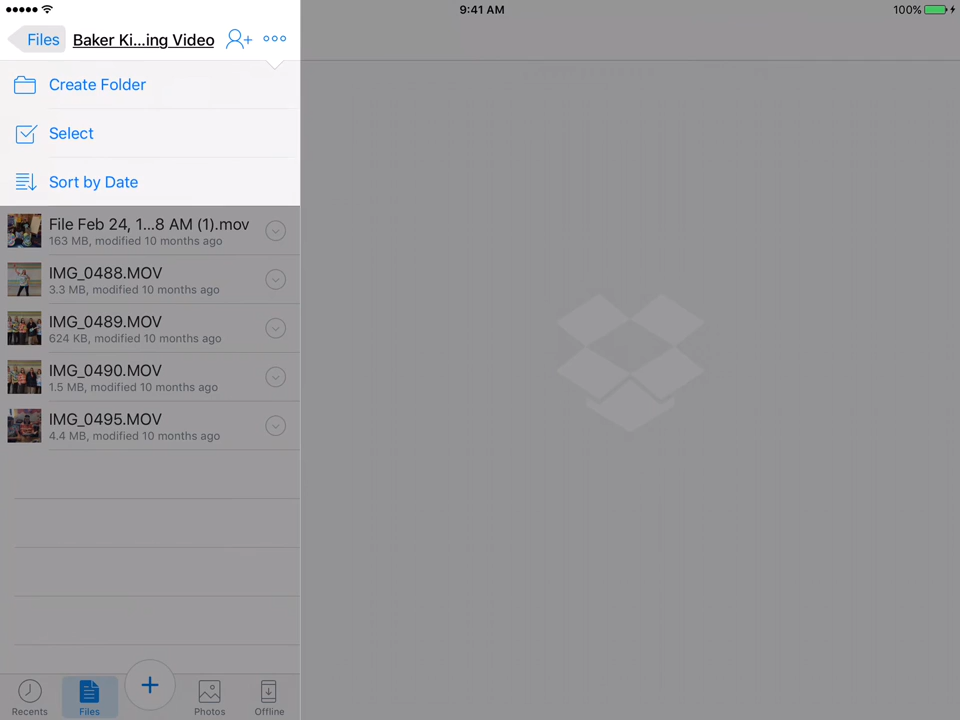 9:41 AM
100%
Files
Baker Ki...ing Video
Create Folder
Select
Sort by Date
File Feb 24, 1...8 AM (1).mov
163 MB, modified 10 months ago
IMG_0488.MOV
3.3 MB, modified 10 months ago
IMG_0489.MOV
624 KB, modified 10 months ago
IMG_0490.MOV
1.5 MB, modified 10 months ago
IMG_0495.MOV
4.4 MB, modified 10 months ago
Recents
Files
Photos
Offline